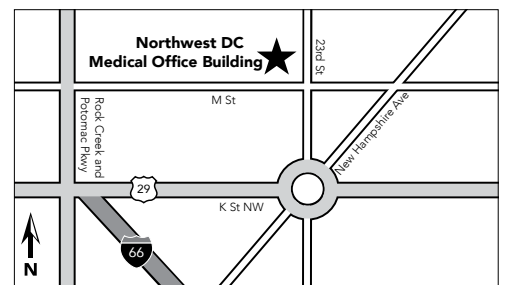 Northwest DC
Medical Office Building
23rd St
M St
Rock Creek and
Potomac Pkwy
New Hampshire Ave
29
K St NW
66
N